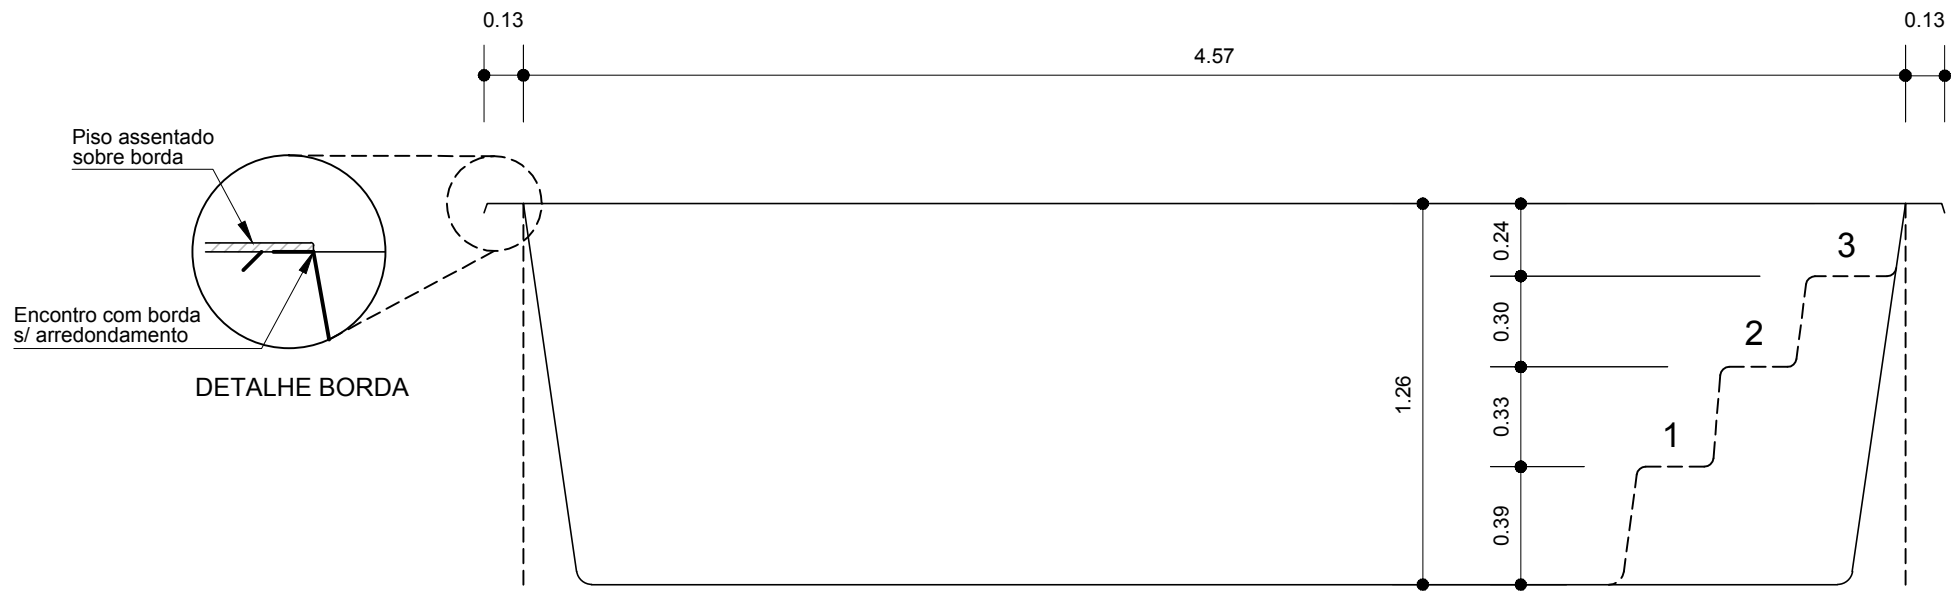 0.13
0.13
4.57
Piso assentado
sobre borda
0.24
3
0.30
Encontro com borda
s/ arredondamento
2
DETALHE BORDA
1.26
0.33
1
0.39